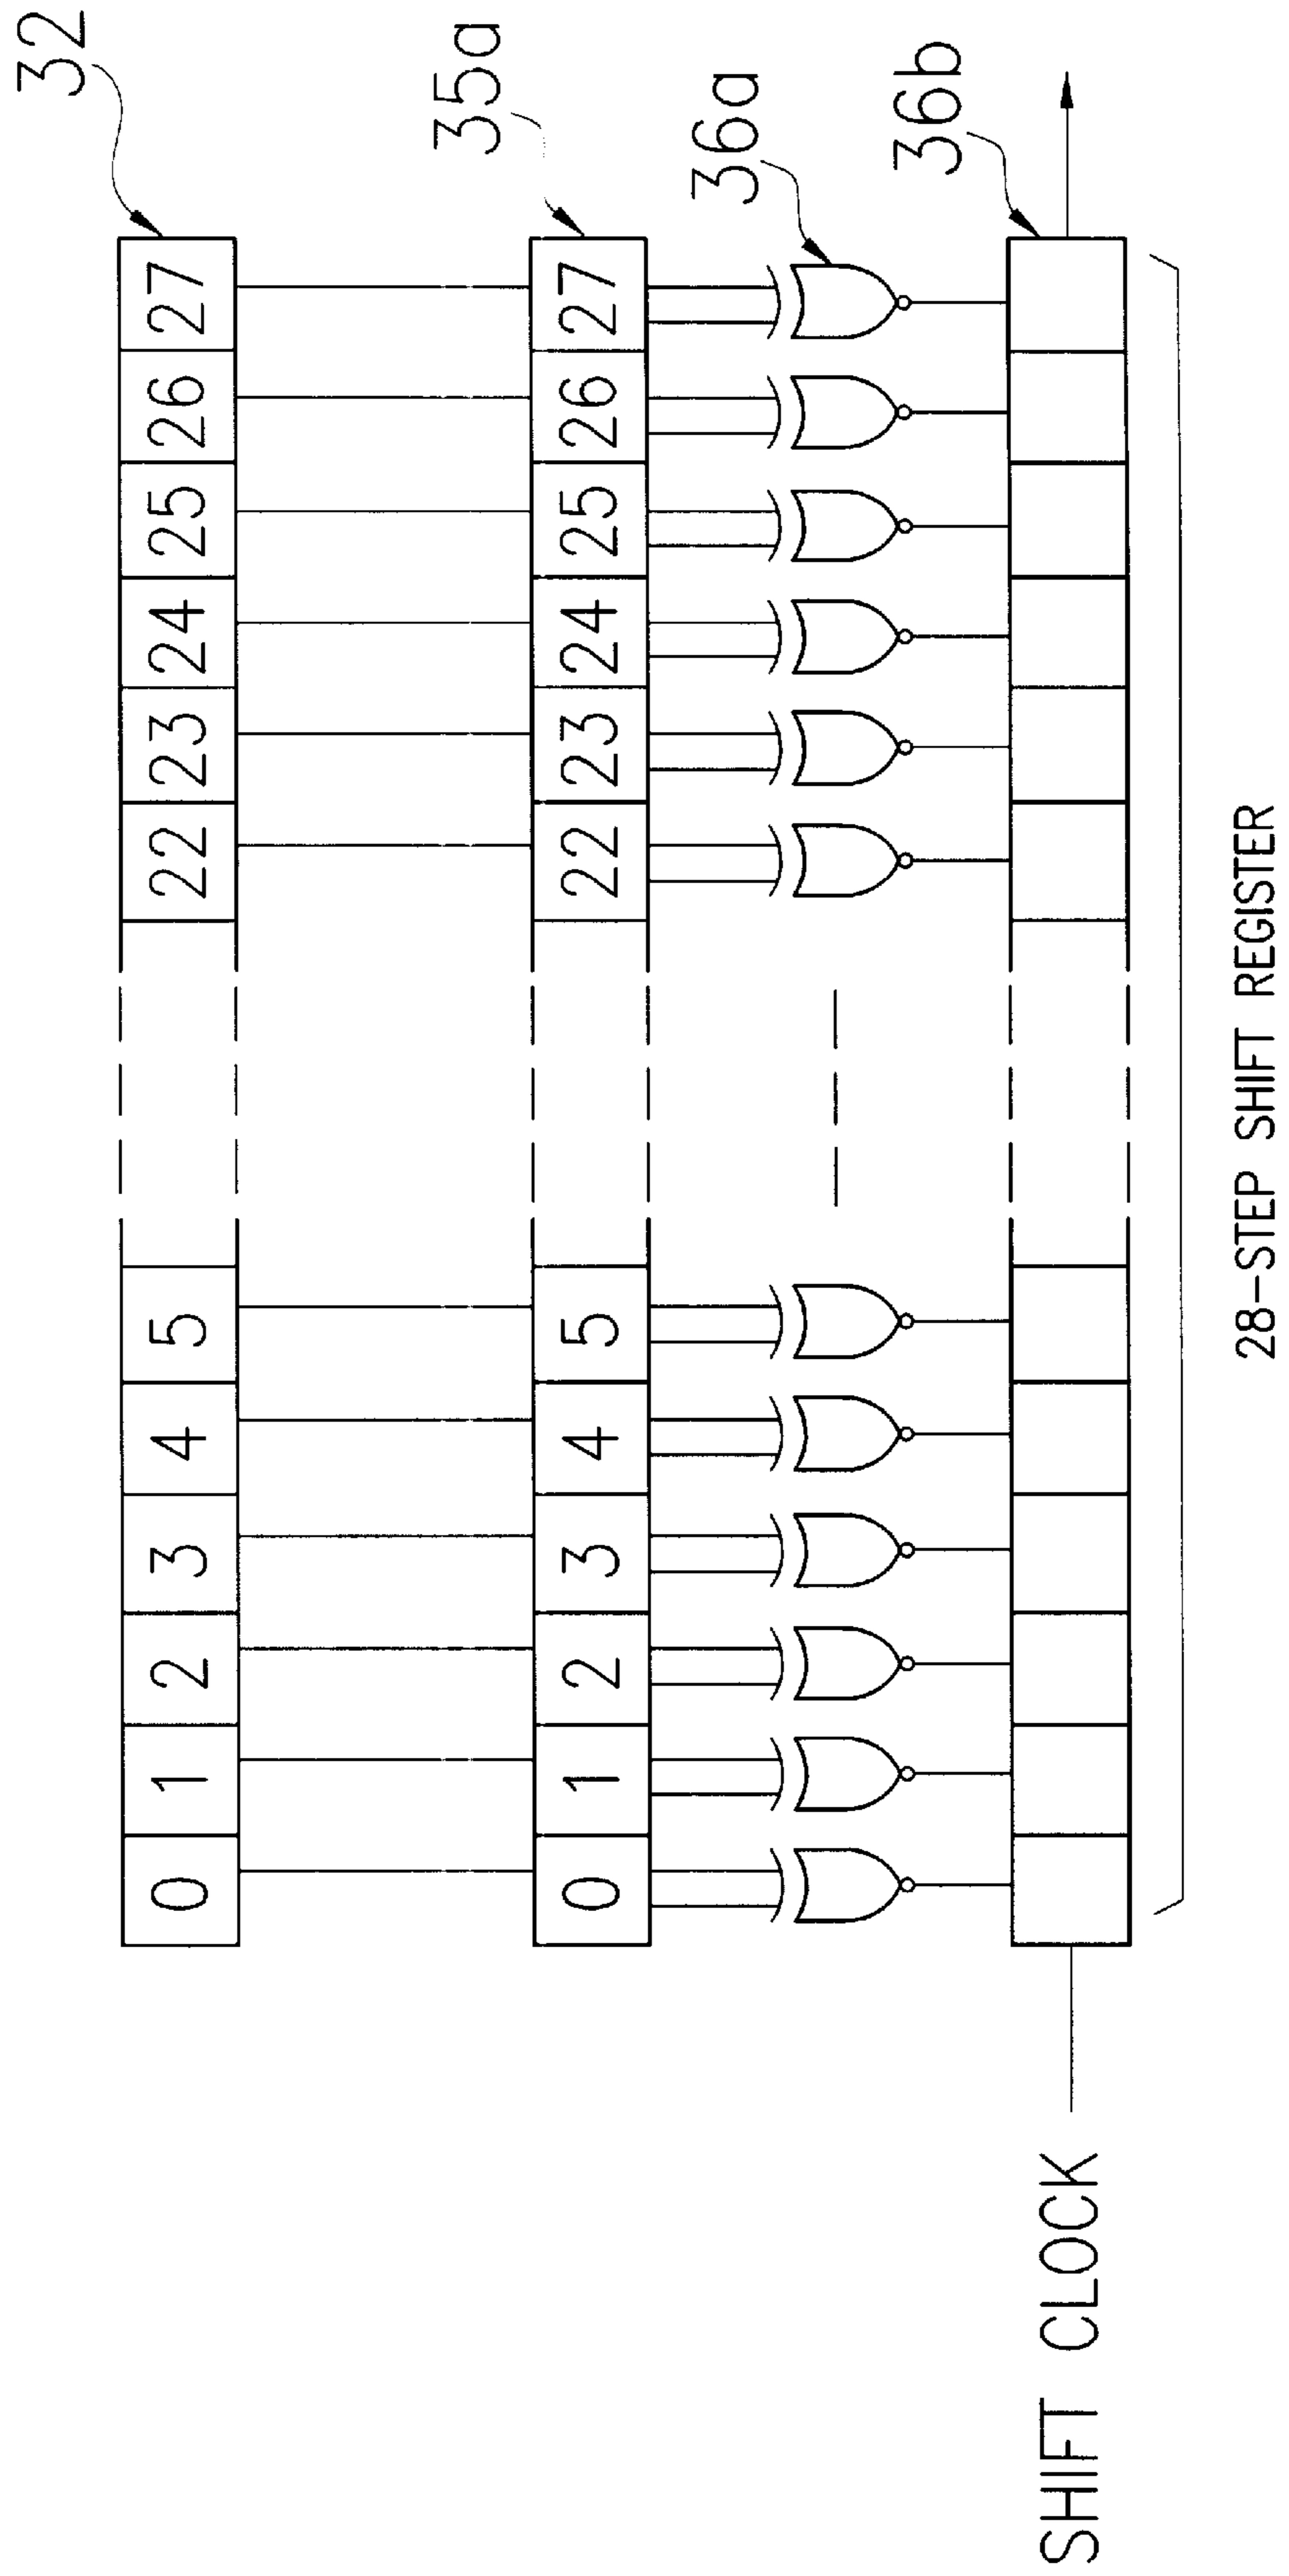 32
0 1 2 3 4 5 22 23 24 25 26 27
35a
0 1 2 3 4 5 22 23 24 25 26 27
36a
36b
SHIFT CLOCK
28-STEP SHIFT REGISTER